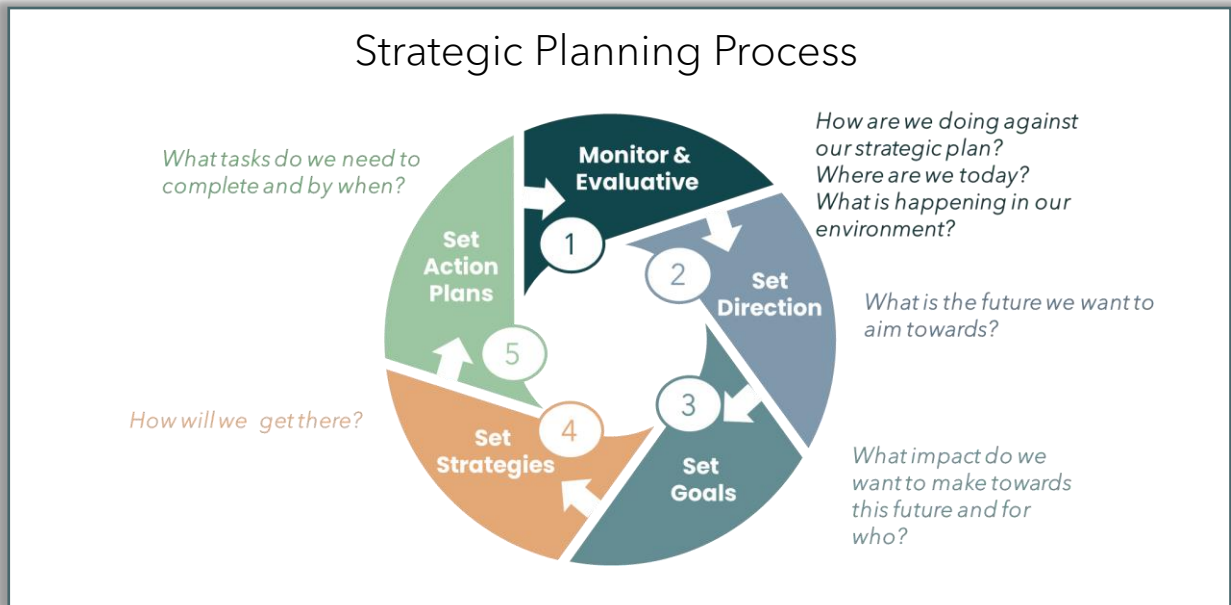 Strategic Planning Process
Monitor &
Evaluative
1
How are we doing against
our strategic plan?
Where are we today?
What is happening in our
environment?
2
Set
Direction
What is the future we want to
aim towards?
3
Set
Goals
What impact do we
want to make towards
this future and for
who?
4
Set
Strategies
How will we get there?
5
Set
Action
Plans
What tasks do we need to
complete and by when?